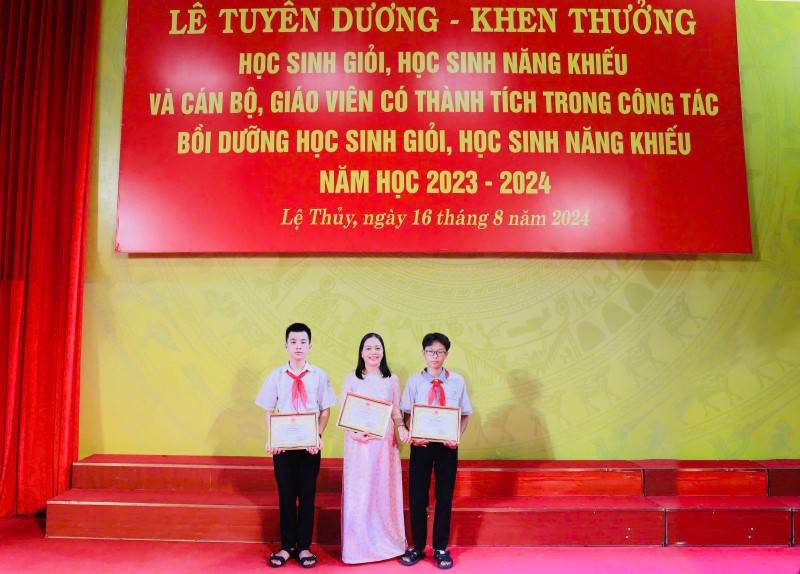 LỄ TUYÊN DƯƠNG - KHEN THƯỞNG
HỌC SINH GIỎI, HỌC SINH NĂNG KHIẾU
VÀ CÁN BỘ, GIÁO VIÊN CÓ THÀNH TÍCH TRONG CÔNG TÁC
BỒI DƯỠNG HỌC SINH GIỎI, HỌC SINH NĂNG KHIẾU
NĂM HỌC 2023 - 2024
Lệ Thủy, ngày 16 tháng 8 năm 2024